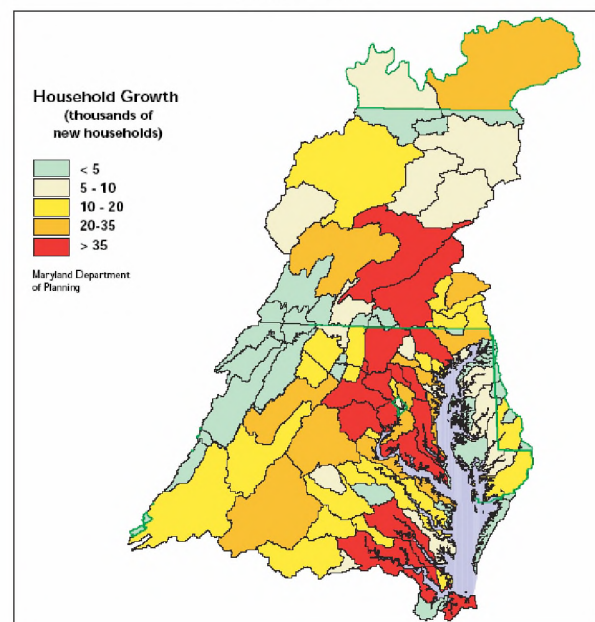 Household Growth
(thousands of
new households)
< 5
5 - 10
10 - 20
20-35
> 35
Maryland Department
of Planning